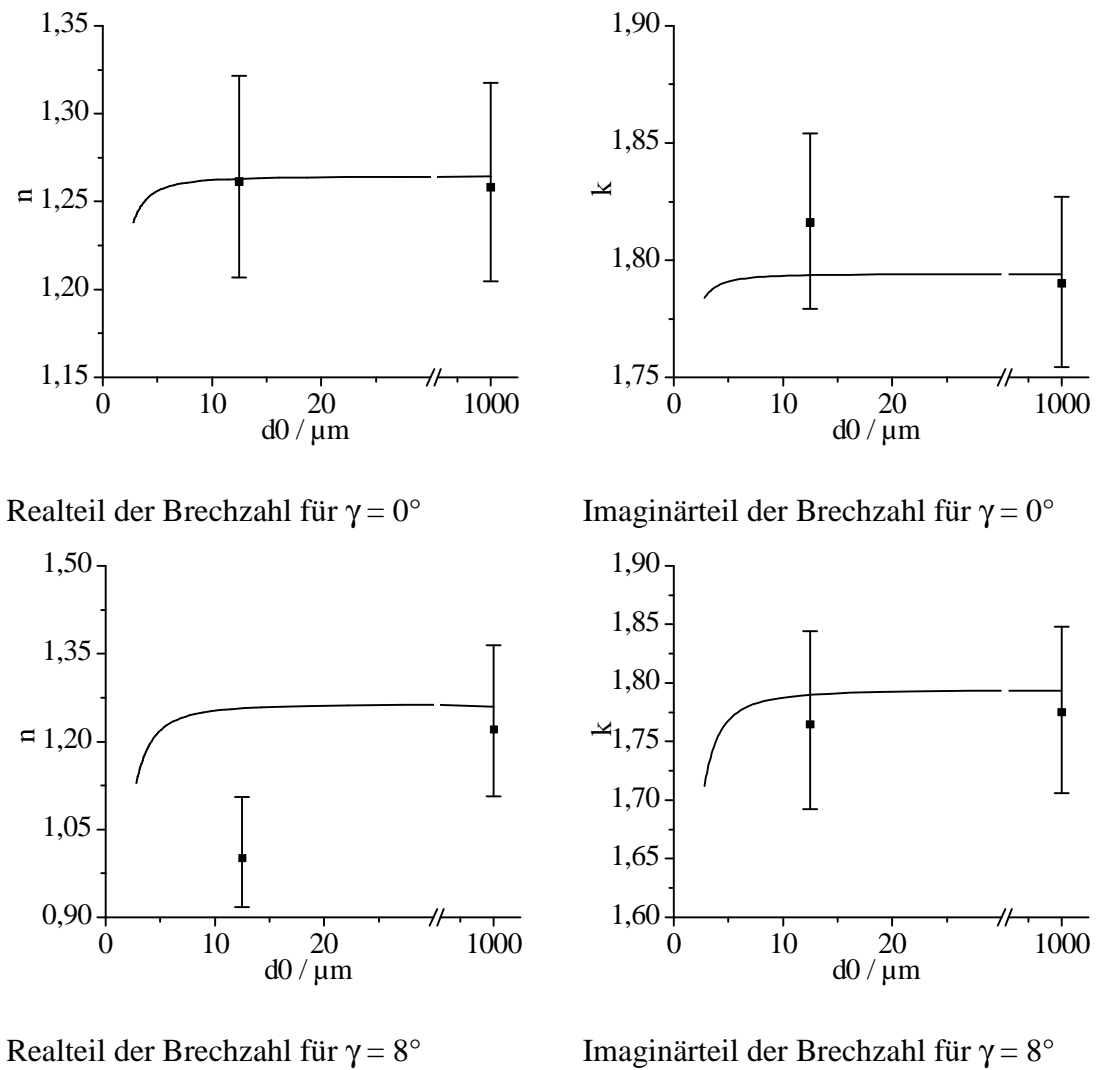 1,35
1,30
1,25
1,20
1,15
n
0 10 20 1000
d0 / µm
1,90
1,85
1,80
1,75
k
0 10 20 1000
d0 / µm
Realteil der Brechzahl für γ = 0°
Imaginärteil der Brechzahl für γ = 0°
1,50
1,35
1,20
1,05
0,90
n
0 10 20 1000
d0 / µm
1,90
1,85
1,80
1,75
1,70
1,65
1,60
k
0 10 20 1000
d0 / µm
Realteil der Brechzahl für γ = 8°
Imaginärteil der Brechzahl für γ = 8°